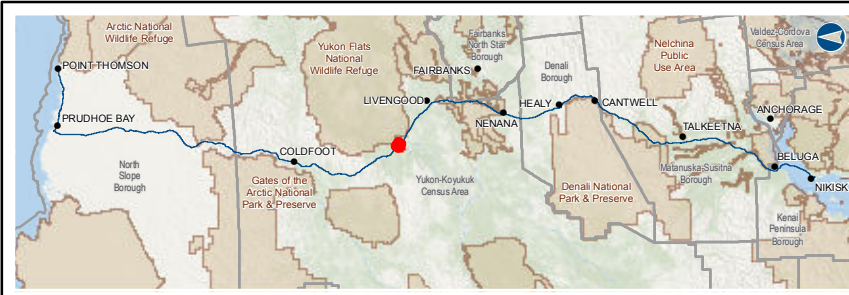 Arctic National
Wildlife Refuge
Yukon Flats
National
Wildlife Refuge
Fairbanks
North Star
Borough
Denali
Borough
Nelchina
Public
Use Area
Valdez-Cordova
Census Area
POINT THOMSON
FAIRBANKS
LIVENGOOD
HEALY
CANTWELL
ANCHORAGE
PRUDHOE BAY
NENANA
TALKEETNA
COLDFOOT
BELUGA
North
Slope
Borough
Gates of the
Arctic National
Park & Preserve
Yukon-Koyukuk
Census Area
Denali National
Park & Preserve
Matanuska-Susitna
Borough
NIKISK
Kenai
Peninsula
Borough